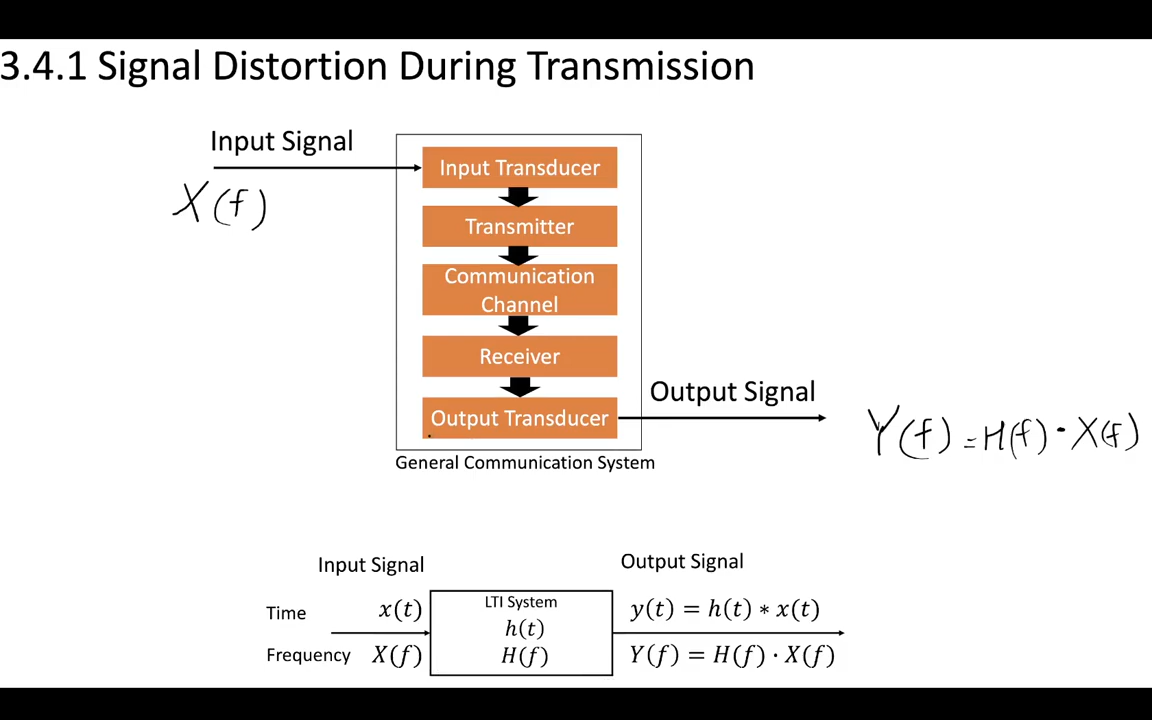 3.4.1 Signal Distortion During Transmission
Input Signal
X(f)
Input Transducer
Transmitter
Communication
Channel
Receiver
Output Transducer
General Communication System
Output Signal
Y(f) = H(f) · X(f)
Input Signal
Output Signal
Time
x(t)
LTI System
h(t)
y(t) = h(t) ∗ x(t)
Frequency
X(f)
H(f)
Y(f) = H(f) · X(f)